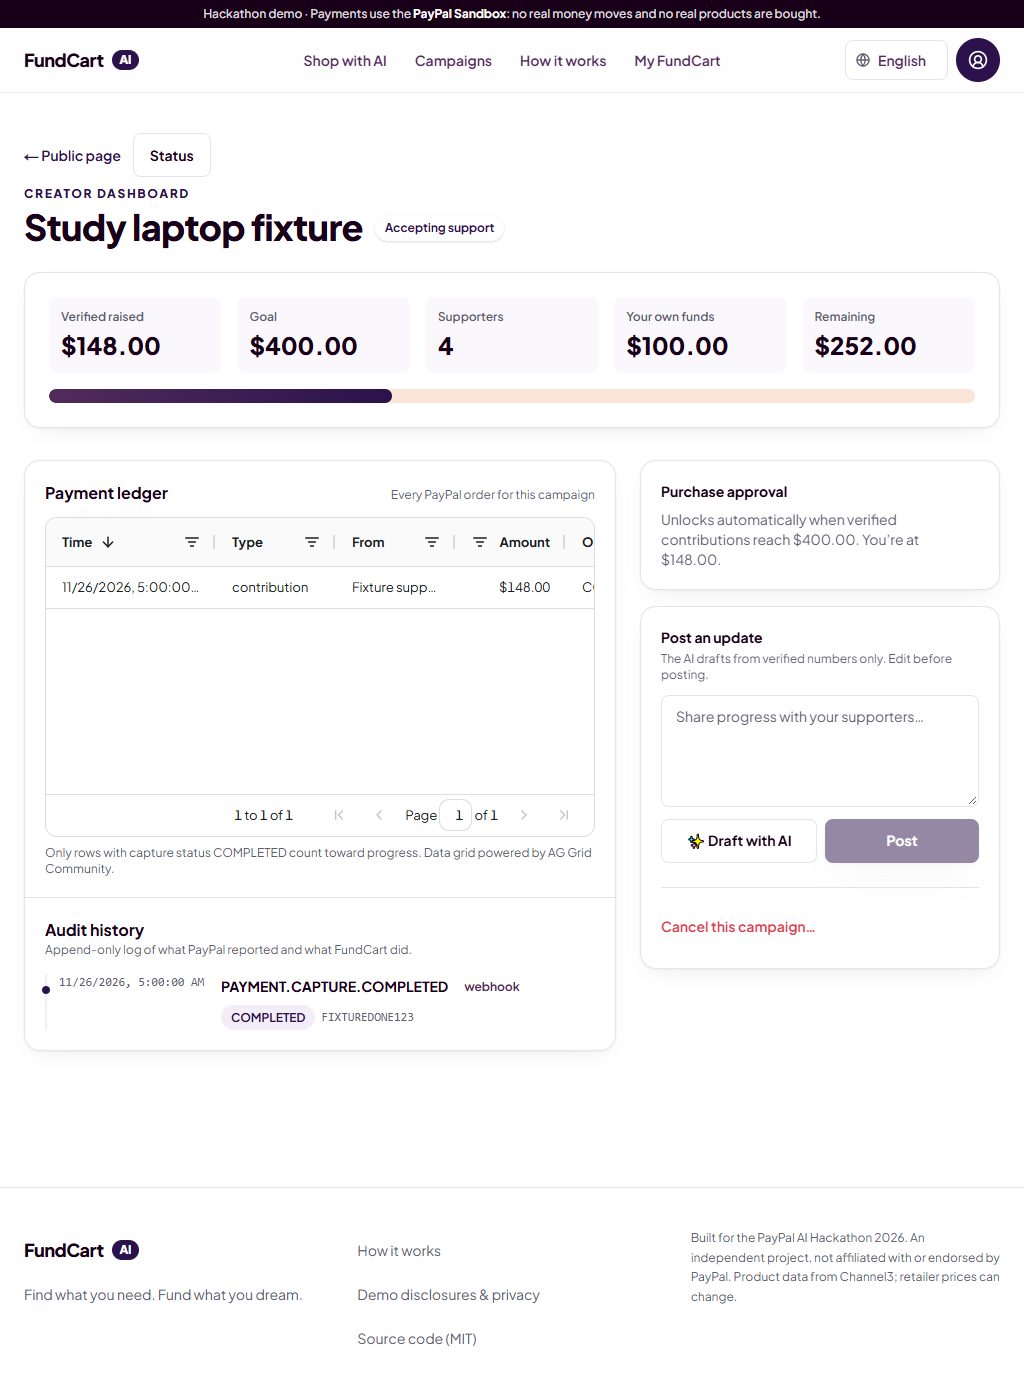 Hackathon demo · Payments use the PayPal Sandbox: no real money moves and no real products are bought.
FundCart AI
Shop with AI
Campaigns
How it works
My FundCart
English
← Public page
Status
CREATOR DASHBOARD
Study laptop fixture
Accepting support
Verified raised
$148.00
Goal
$400.00
Supporters
4
Your own funds
$100.00
Remaining
$252.00
Payment ledger
Every PayPal order for this campaign
Time Type From Amount
11/26/2026, 5:00:00... contribution Fixture supp... $148.00
1 to 1 of 1 Page 1 of 1
Only rows with capture status COMPLETED count toward progress. Data grid powered by AG Grid
Community.
Audit history
Append-only log of what PayPal reported and what FundCart did.
11/26/2026, 5:00:00 AM
PAYMENT.CAPTURE.COMPLETED webhook
COMPLETED FIXTUREDONE123
Purchase approval
Unlocks automatically when verified
contributions reach $400.00. You're at
$148.00.
Post an update
The AI drafts from verified numbers only. Edit before
posting.
Share progress with your supporters...
✨ Draft with AI
Post
Cancel this campaign...
FundCart AI
Find what you need. Fund what you dream.
How it works
Demo disclosures & privacy
Source code (MIT)
Built for the PayPal AI Hackathon 2026. An
independent project, not affiliated with or endorsed by
PayPal. Product data from Channel3; retailer prices can
change.